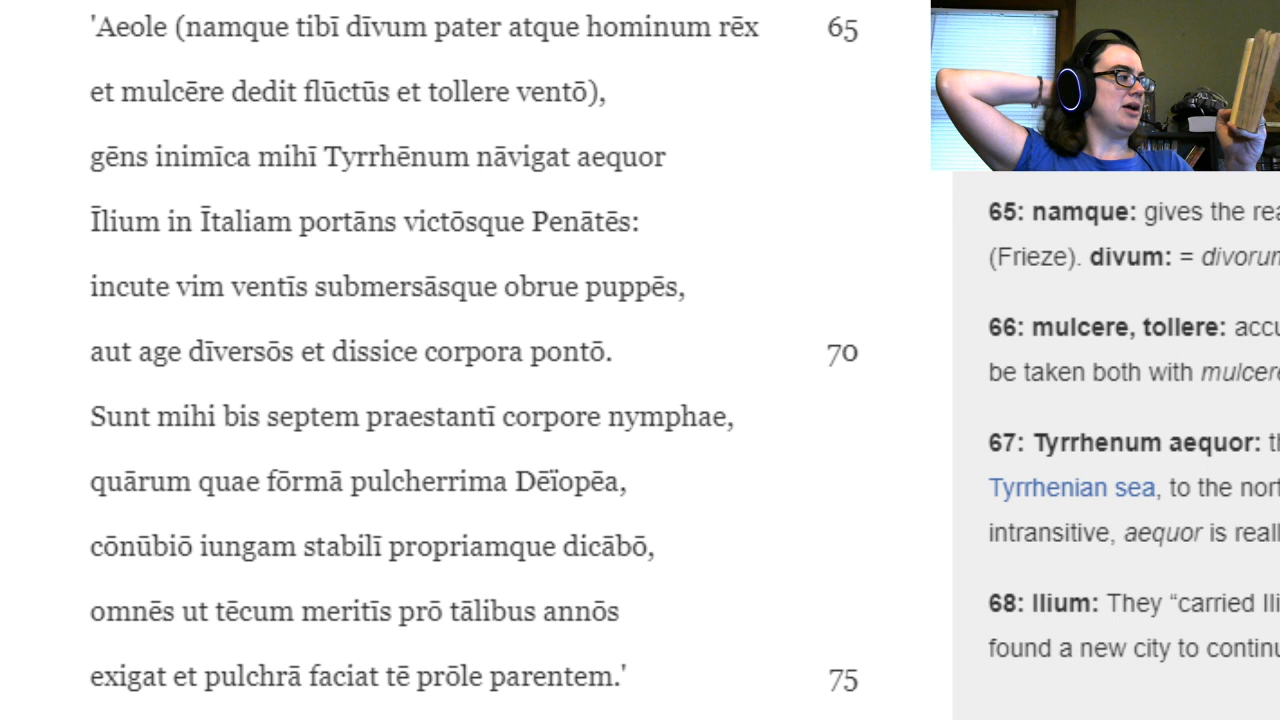 'Aeole (namque tibī dīvum pater atque hominum rēx 65
et mulcēre dedit flūctūs et tollere ventō),
gēns inimīca mihī Tyrrhēnum nāvigat aequor
Īlium in Ītaliam portāns victōsque Penātēs:
incute vim ventīs submersāsque obrue puppēs,
aut age dīversōs et dissice corpora pontō. 70
Sunt mihi bis septem praestantī corpore nymphae,
quārum quae fōrmā pulcherrima Dēïopēa,
cōnūbiō iungam stabilī propriamque dicābō,
omnēs ut tēcum meritīs prō tālibus annōs
exigat et pulchrā faciat tē prōle parentem.' 75
65: namque: gives the rea
(Frieze). divum: = divorum
66: mulcere, tollere: accu
be taken both with mulcere
67: Tyrrhenum aequor: th
Tyrrhenian sea, to the nort
intransitive, aequor is reall
68: Ilium: They “carried Ili
found a new city to continu